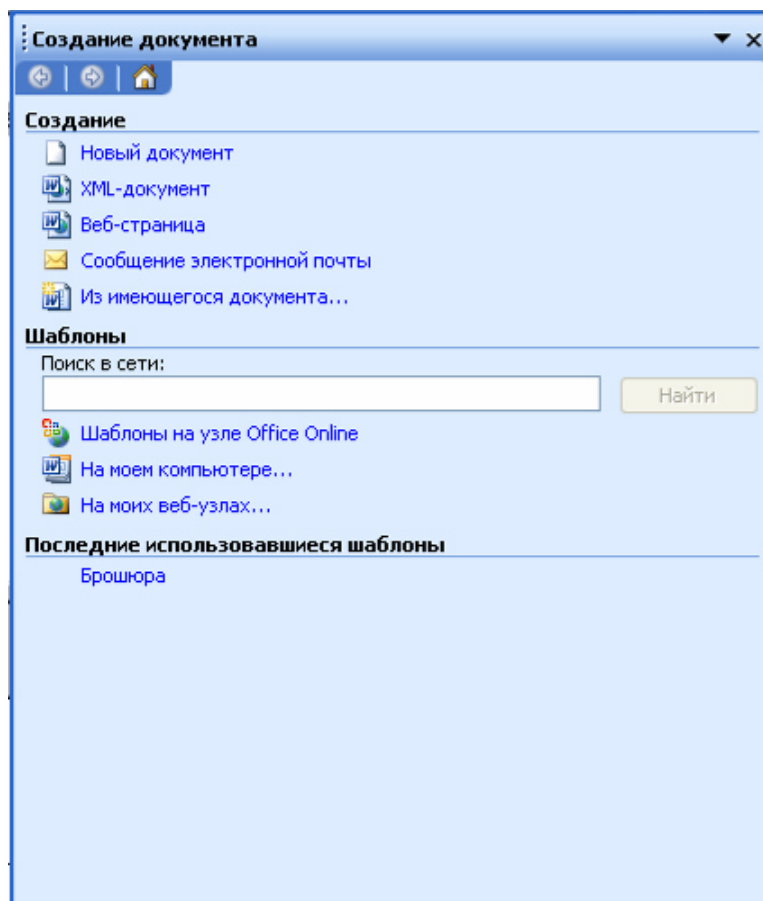 Создание документа
Создание
Новый документ
XML-документ
Веб-страница
Сообщение электронной почты
Из имеющегося документа...
Шаблоны
Поиск в сети:
Найти
Шаблоны на узле Office Online
На моем компьютере...
На моих веб-узлах...
Последние использовавшиеся шаблоны
Брошюра